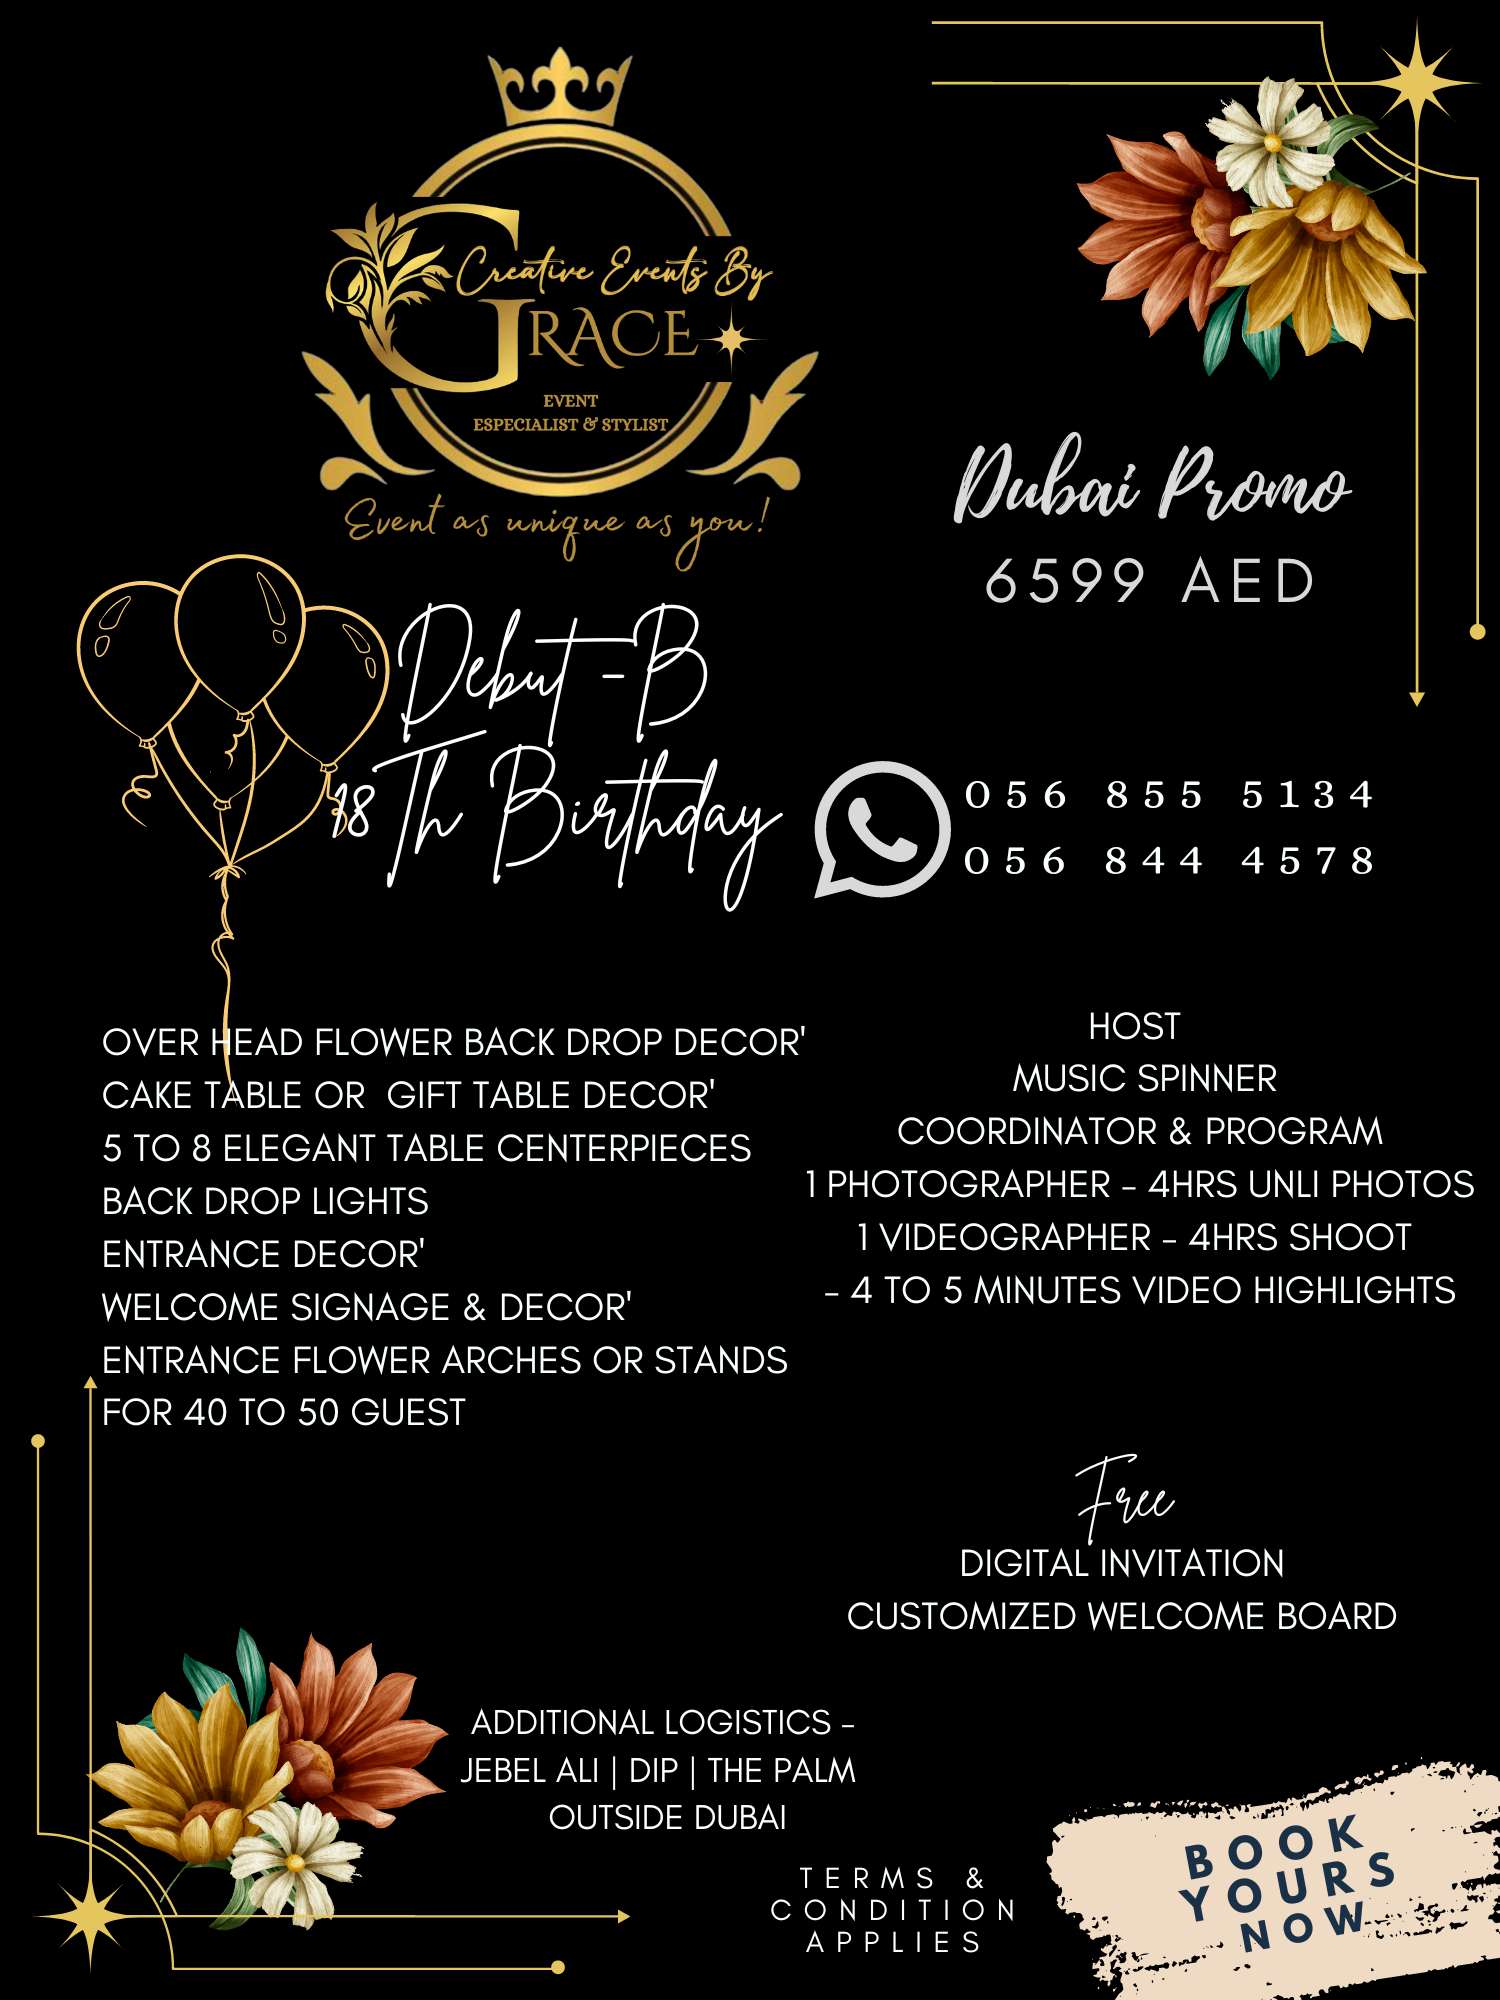 Creative Events By
GRACE
EVENT
ESPECIALIST & STYLIST
Event as unique as you!
Dubai Promo
6599 AED
Debut -B
18Th Birthday
056 855 5134
056 844 4578
OVER HEAD FLOWER BACK DROP DECOR'
CAKE TABLE OR GIFT TABLE DECOR'
5 TO 8 ELEGANT TABLE CENTERPIECES
BACK DROP LIGHTS
ENTRANCE DECOR'
WELCOME SIGNAGE & DECOR'
ENTRANCE FLOWER ARCHES OR STANDS
FOR 40 TO 50 GUEST
HOST
MUSIC SPINNER
COORDINATOR & PROGRAM
1 PHOTOGRAPHER – 4HRS UNLI PHOTOS
1 VIDEOGRAPHER – 4HRS SHOOT
– 4 TO 5 MINUTES VIDEO HIGHLIGHTS
Free
DIGITAL INVITATION
CUSTOMIZED WELCOME BOARD
ADDITIONAL LOGISTICS –
JEBEL ALI | DIP | THE PALM
OUTSIDE DUBAI
TERMS &
CONDITION
APPLIES
BOOK
YOURS
NOW